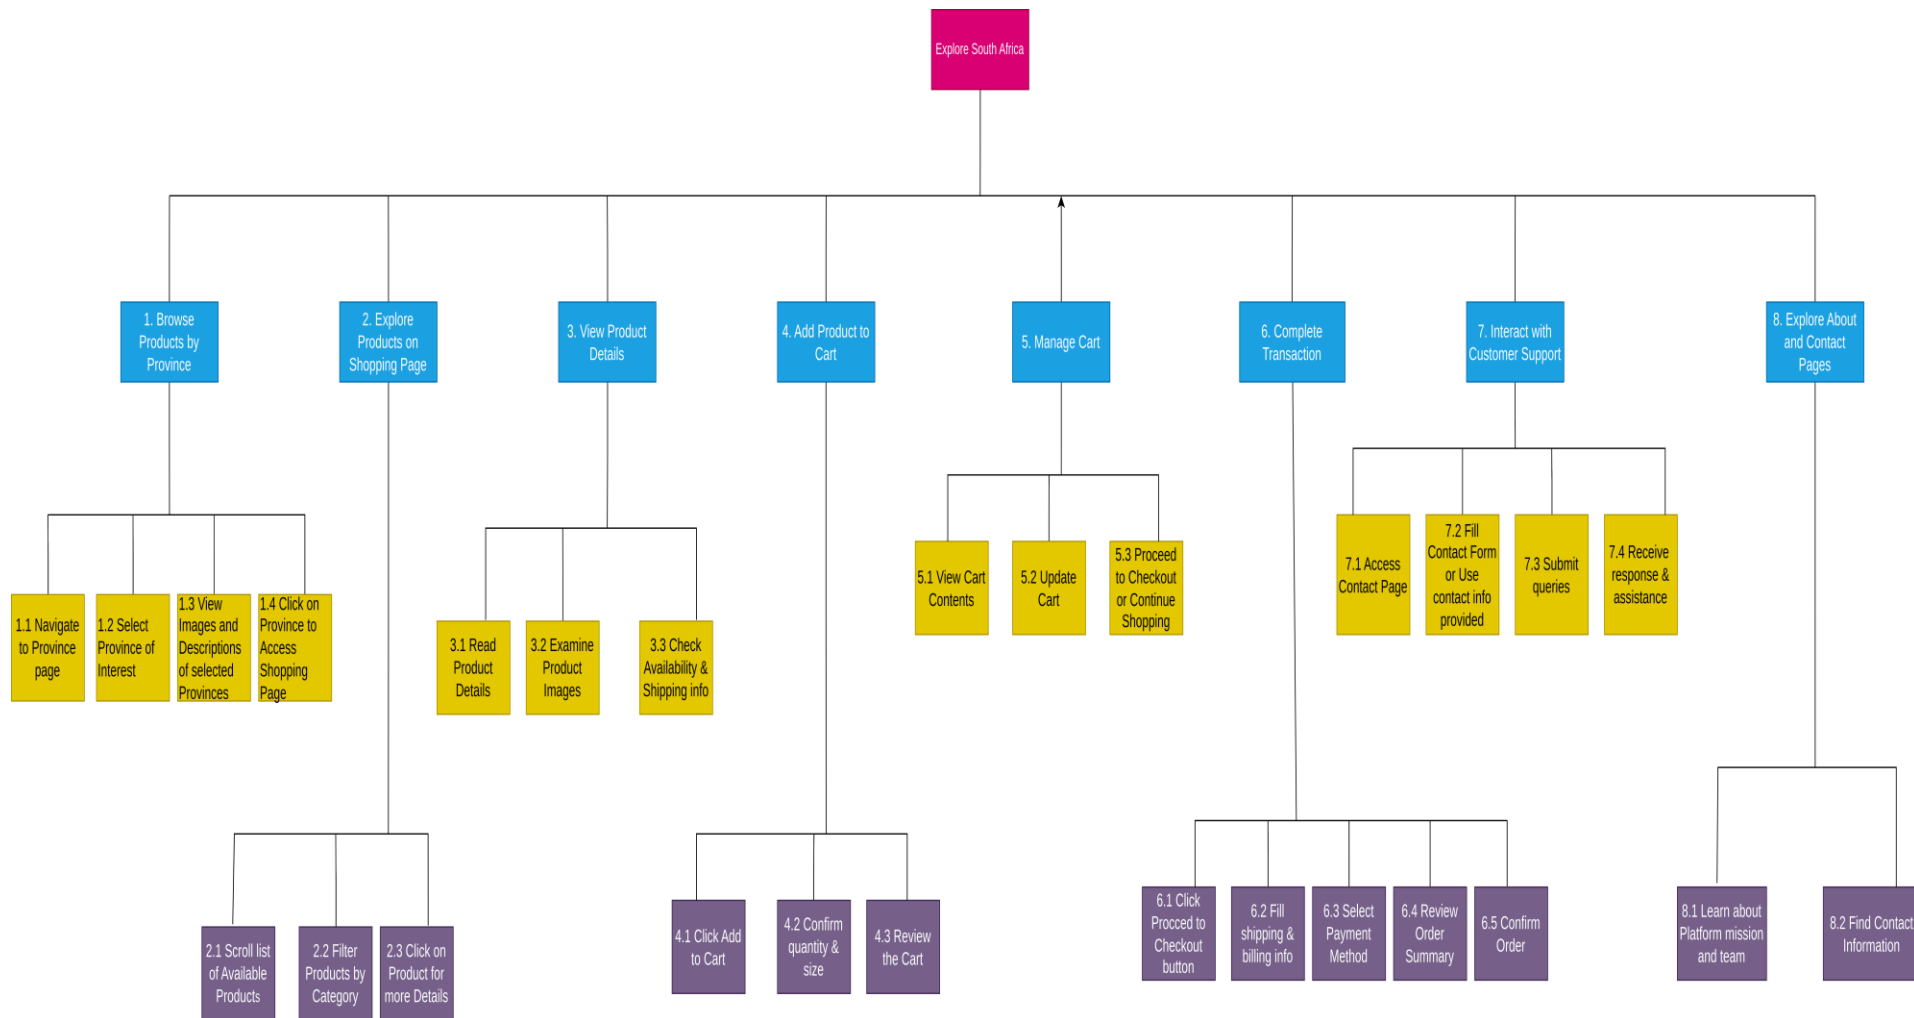 Explore South Africa
1. Browse
Products by
Province
2. Explore
Products on
Shopping Page
3. View Product
Details
4. Add Product to
Cart
5. Manage Cart
6. Complete
Transaction
7. Interact with
Customer Support
8. Explore About
and Contact
Pages
1.1 Navigate
to Province
page
1.2 Select
Province of
Interest
1.3 View
Images and
Descriptions
of selected
Provinces
1.4 Click on
Province to
Access
Shopping
Page
3.1 Read
Product
Details
3.2 Examine
Product
Images
3.3 Check
Availability &
Shipping info
5.1 View Cart
Contents
5.2 Update
Cart
5.3 Proceed
to Checkout
or Continue
Shopping
7.1 Access
Contact Page
7.2 Fill
Contact Form
or Use
contact info
provided
7.3 Submit
queries
7.4 Receive
response &
assistance
2.1 Scroll list
of Available
Products
2.2 Filter
Products by
Category
2.3 Click on
Product for
more Details
4.1 Click Add
to Cart
4.2 Confirm
quantity &
size
4.3 Review
the Cart
6.1 Click
Procced to
Checkout
button
6.2 Fill
shipping &
billing info
6.3 Select
Payment
Method
6.4 Review
Order
Summary
6.5 Confirm
Order
8.1 Learn about
Platform mission
and team
8.2 Find Contact
Information